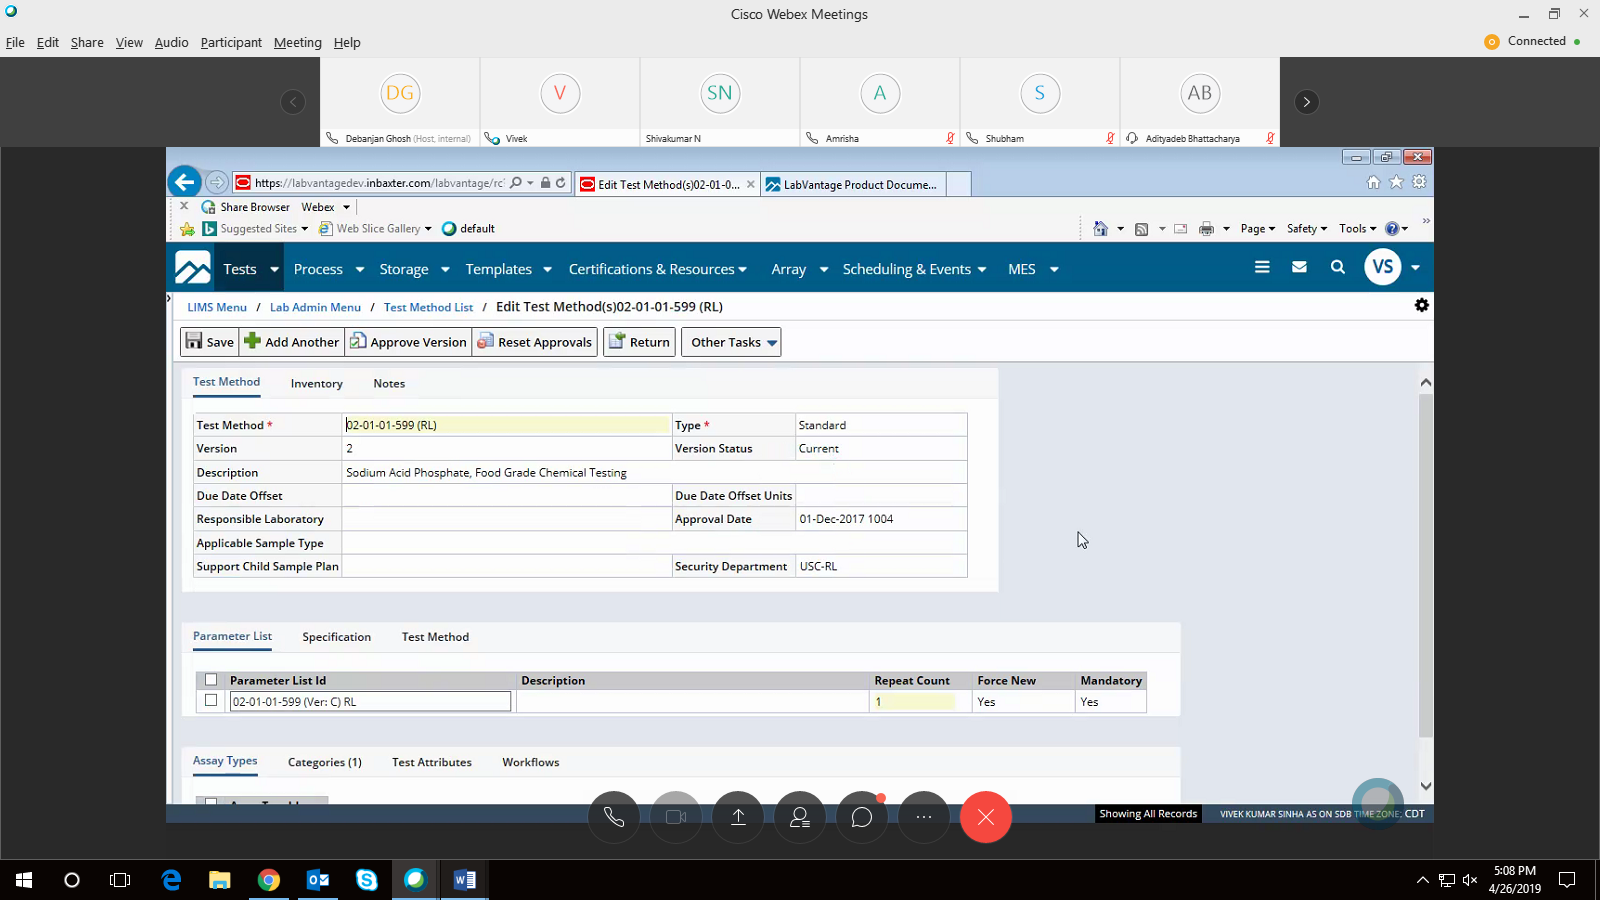 Cisco Webex Meetings
File Edit Share View Audio Participant Meeting Help
Connected
DG V SN A S AB
Debanjan Ghosh (Host, internal) Vivek Shivakumar N Amrisha Shubham Adityadeb Bhattacharya
https://labvantagedev.inbaxter.com/labvantage/rc Edit Test Method(s)02-01-0... LabVantage Product Docume...
Share Browser Webex
Suggested Sites Web Slice Gallery default Page Safety Tools
Tests Process Storage Templates Certifications & Resources Array Scheduling & Events MES VS
LIMS Menu / Lab Admin Menu / Test Method List / Edit Test Method(s)02-01-01-599 (RL)
Save Add Another Approve Version Reset Approvals Return Other Tasks
Test Method Inventory Notes
Test Method * 02-01-01-599 (RL) Type * Standard
Version 2 Version Status Current
Description Sodium Acid Phosphate, Food Grade Chemical Testing
Due Date Offset Due Date Offset Units
Responsible Laboratory Approval Date 01-Dec-2017 1004
Applicable Sample Type
Support Child Sample Plan Security Department USC-RL
Parameter List Specification Test Method
Parameter List Id Description Repeat Count Force New Mandatory
02-01-01-599 (Ver: C) RL 1 Yes Yes
Assay Types Categories (1) Test Attributes Workflows
Showing All Records VIVEK KUMAR SINHA AS ON SDB TIME ZONE: CDT
5:08 PM
4/26/2019